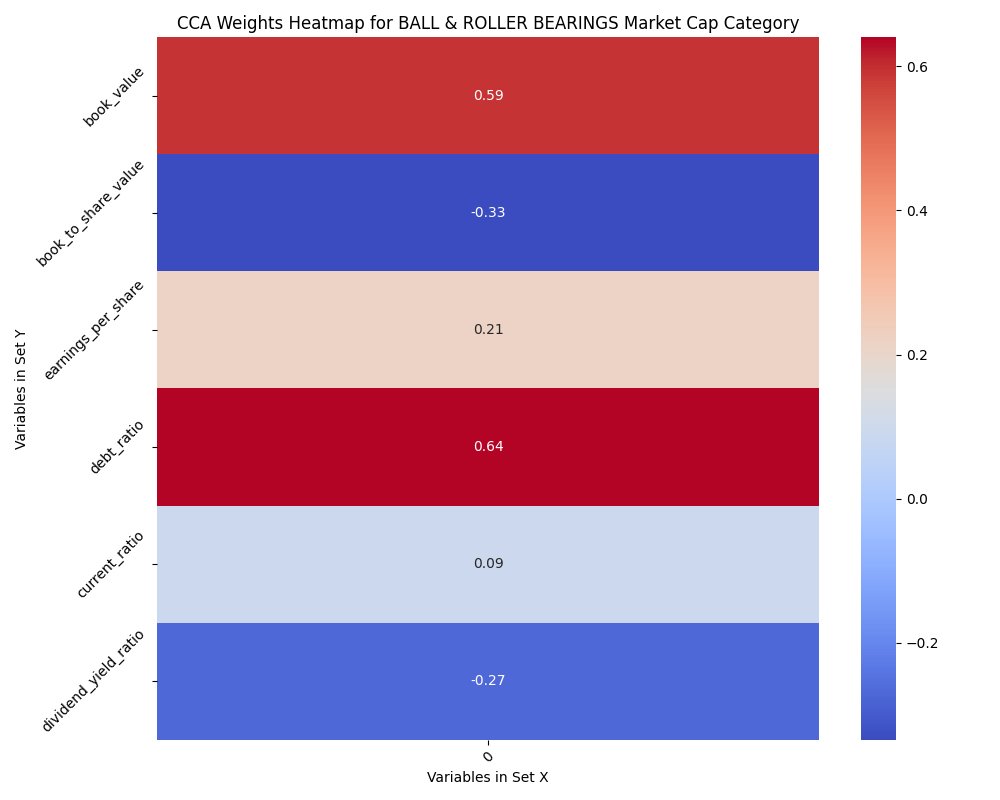 CCA Weights Heatmap for BALL & ROLLER BEARINGS Market Cap Category
Variables in Set Y
book_value
0.59
book_to_share_value
-0.33
earnings_per_share
0.21
debt_ratio
0.64
current_ratio
0.09
dividend_yield_ratio
-0.27
0
Variables in Set X
0.6
0.4
0.2
0.0
−0.2